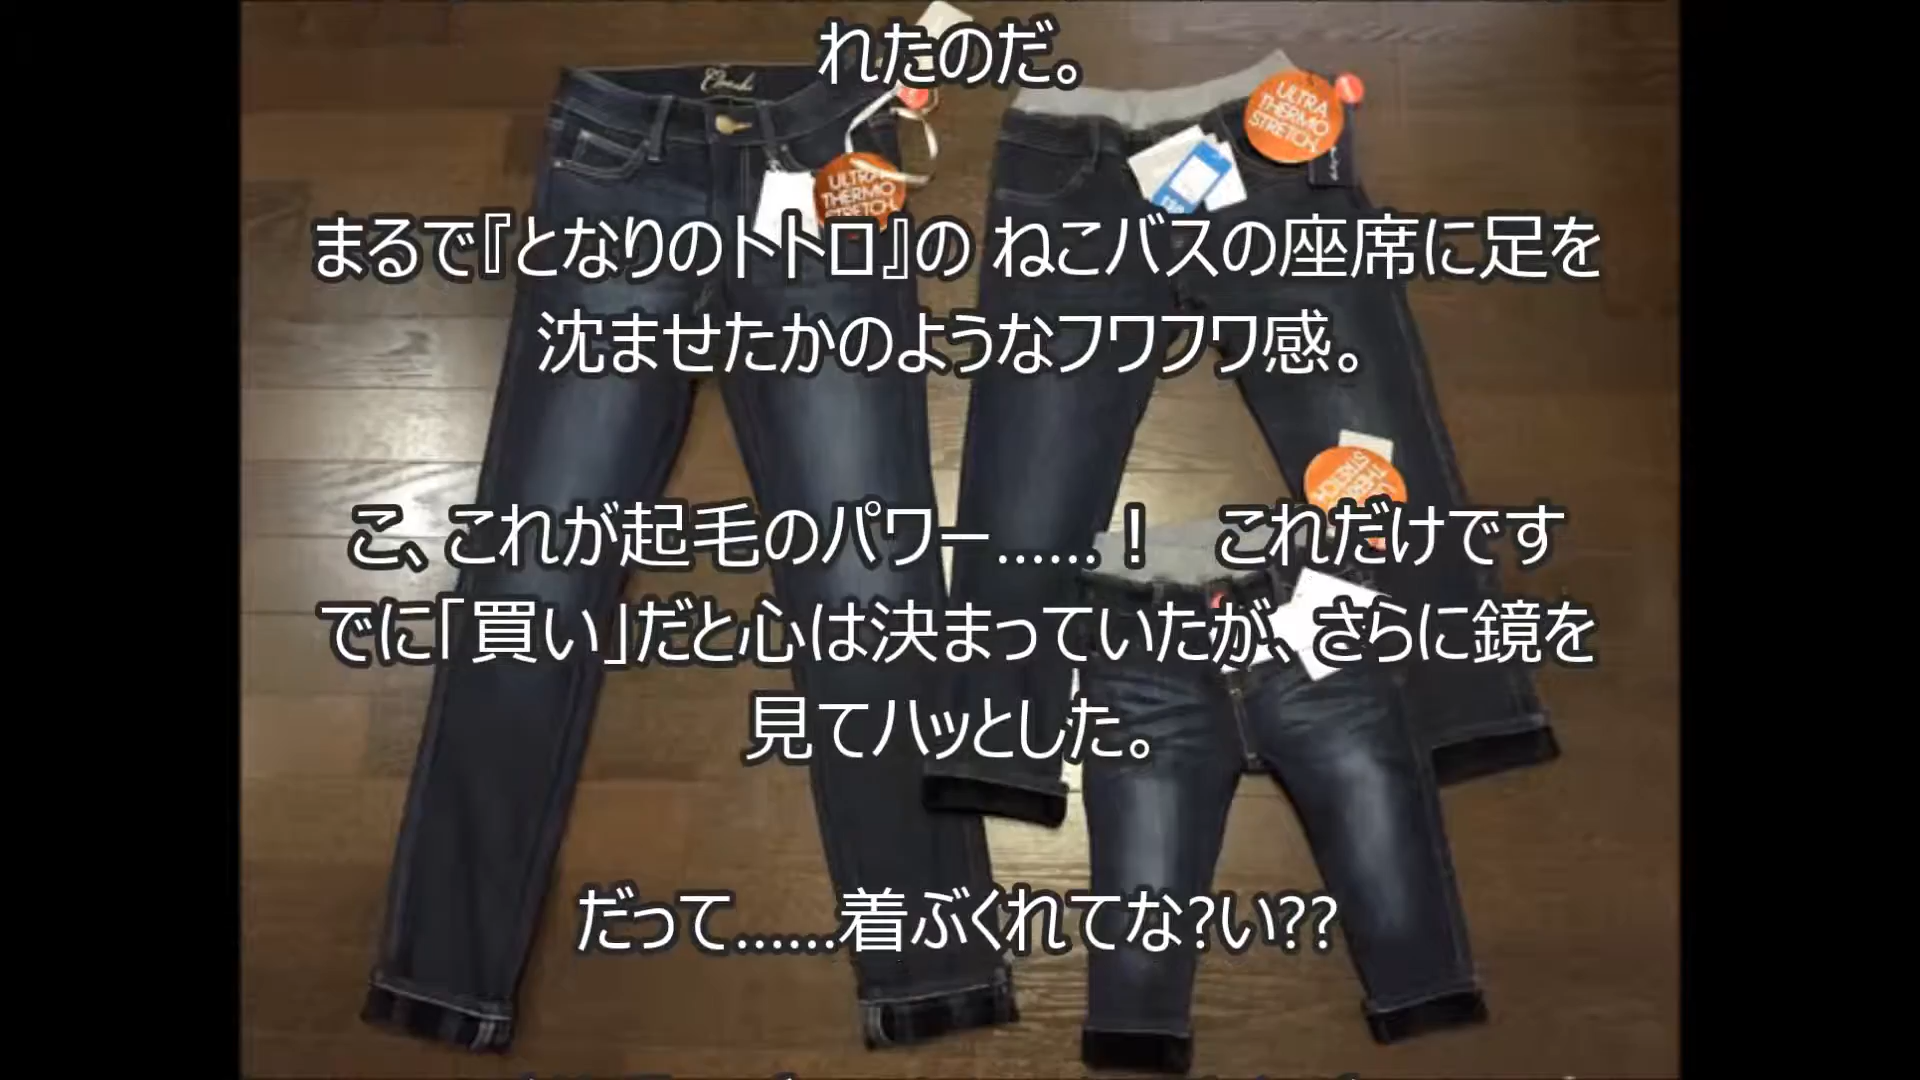 れたのだ。
まるで『となりのトトロ』の ねこバスの座席に足を
沈ませたかのようなフワフワ感。
こ、これが起毛のパワー……！　これだけです
でに「買い」だと心は決まっていたが、さらに鏡を
見てハッとした。
だって……着ぶくれてな?い??
ULTRA
THERMO
STRETCH
ULTRA
THERMO
STRETCH
THERMO
STRETCH